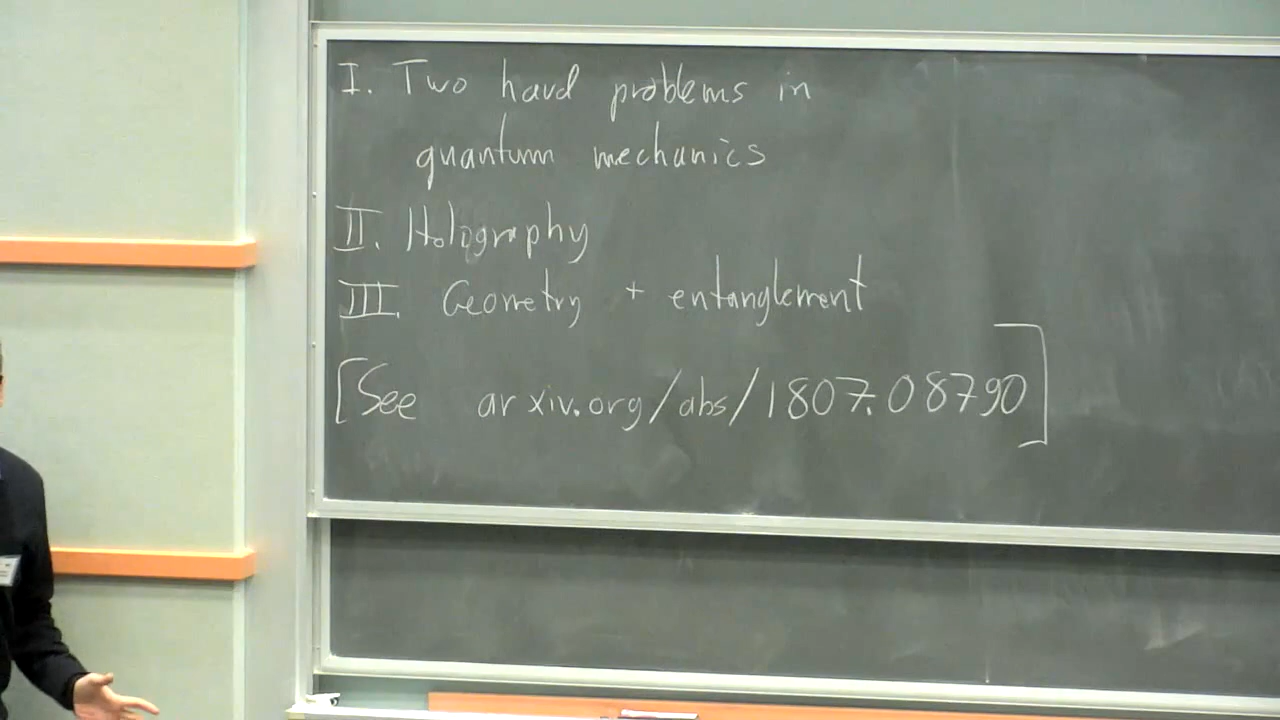 I. Two hard problems in
quantum mechanics
II. Holography
III. Geometry + entanglement
[See arxiv.org/abs/1807.08790]